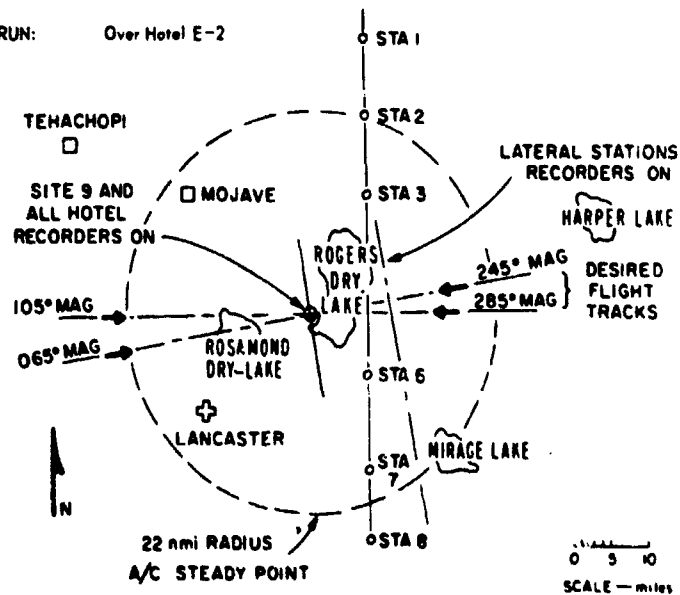 RUN: Over Hotel E-2
STA 1
TEHACHOPI
STA 2
LATERAL STATIONS
RECORDERS ON
SITE 9 AND
ALL HOTEL
RECORDERS ON
MOJAVE
STA 3
HARPER LAKE
ROGERS
DRY
LAKE
245° MAG
285° MAG
DESIRED
FLIGHT
TRACKS
105° MAG
065° MAG
ROSAMOND
DRY-LAKE
STA 6
LANCASTER
MIRAGE LAKE
STA
7
N
STA 8
22 nmi RADIUS
A/C STEADY POINT
0 5 10
SCALE — miles